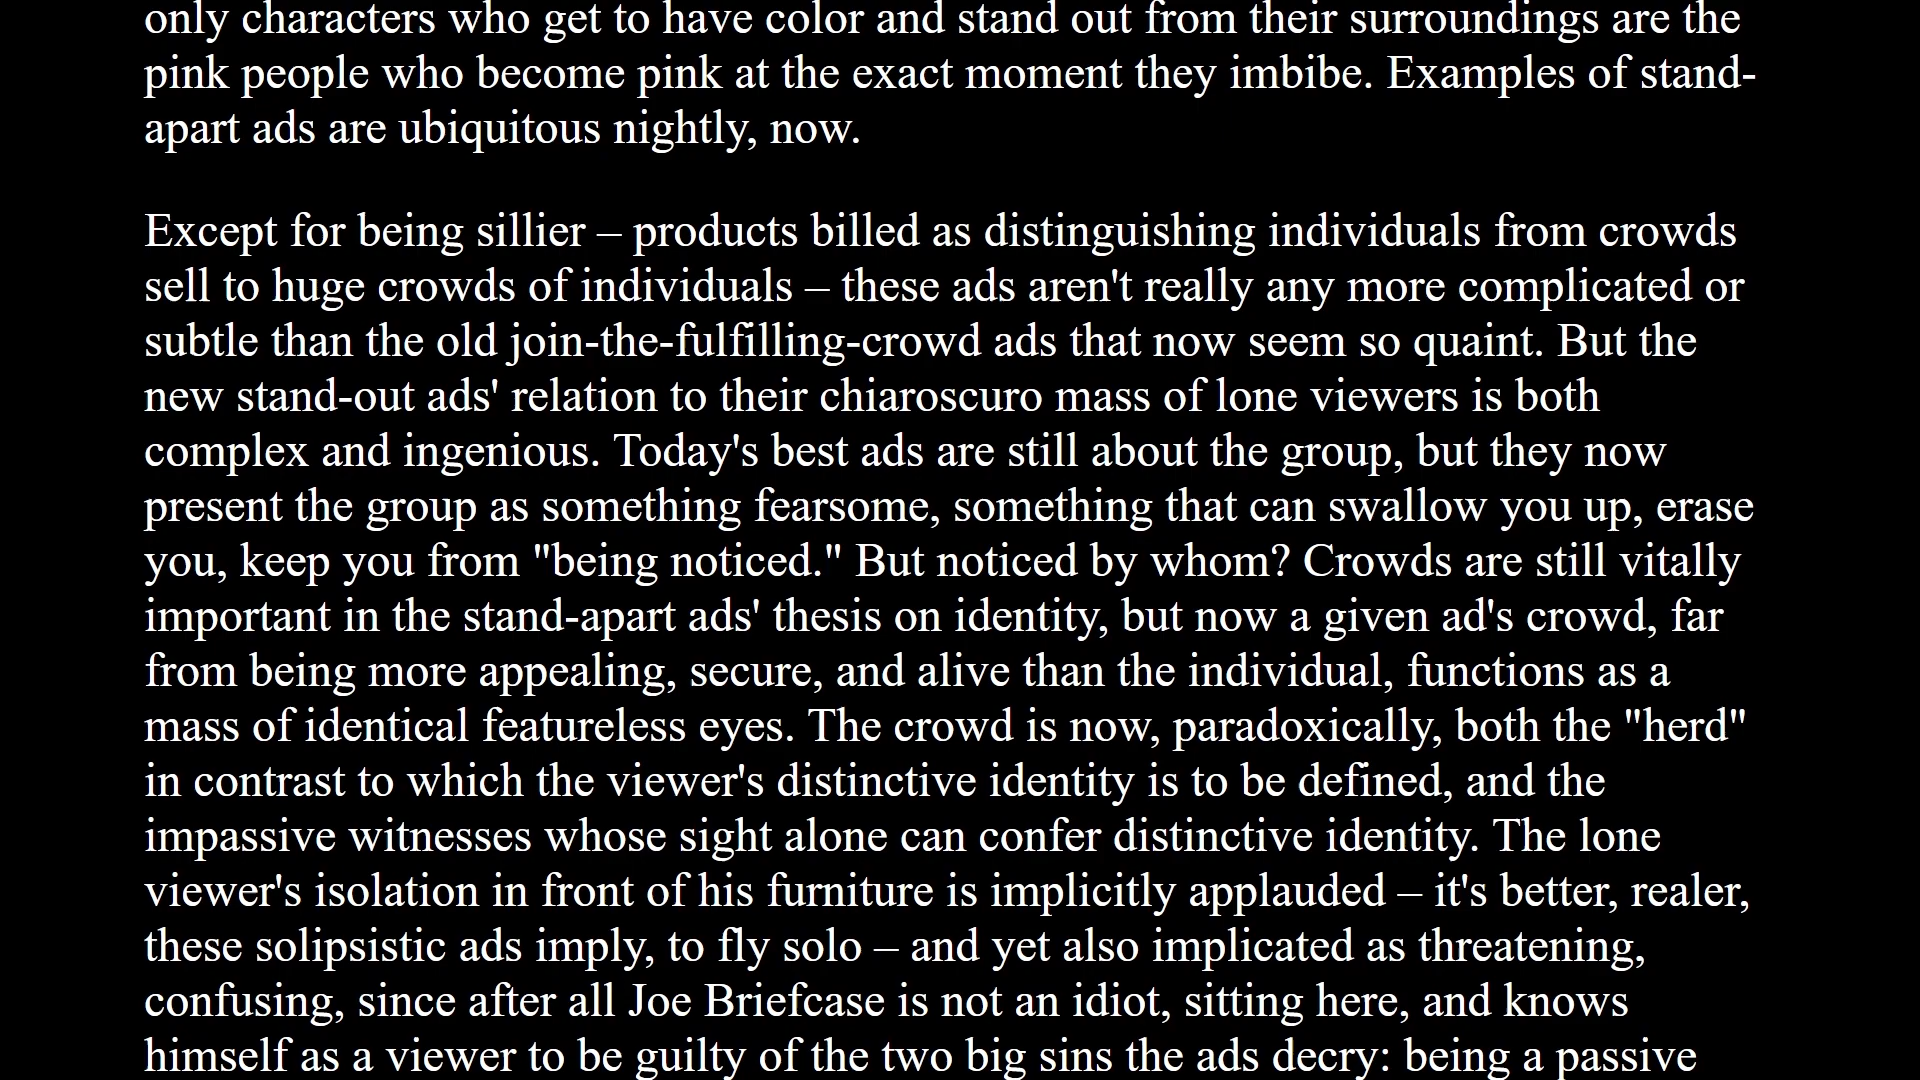 only characters who get to have color and stand out from their surroundings are the
pink people who become pink at the exact moment they imbibe. Examples of stand-
apart ads are ubiquitous nightly, now.
Except for being sillier – products billed as distinguishing individuals from crowds
sell to huge crowds of individuals – these ads aren't really any more complicated or
subtle than the old join-the-fulfilling-crowd ads that now seem so quaint. But the
new stand-out ads' relation to their chiaroscuro mass of lone viewers is both
complex and ingenious. Today's best ads are still about the group, but they now
present the group as something fearsome, something that can swallow you up, erase
you, keep you from "being noticed." But noticed by whom? Crowds are still vitally
important in the stand-apart ads' thesis on identity, but now a given ad's crowd, far
from being more appealing, secure, and alive than the individual, functions as a
mass of identical featureless eyes. The crowd is now, paradoxically, both the "herd"
in contrast to which the viewer's distinctive identity is to be defined, and the
impassive witnesses whose sight alone can confer distinctive identity. The lone
viewer's isolation in front of his furniture is implicitly applauded – it's better, realer,
these solipsistic ads imply, to fly solo – and yet also implicated as threatening,
confusing, since after all Joe Briefcase is not an idiot, sitting here, and knows
himself as a viewer to be guilty of the two big sins the ads decry: being a passive